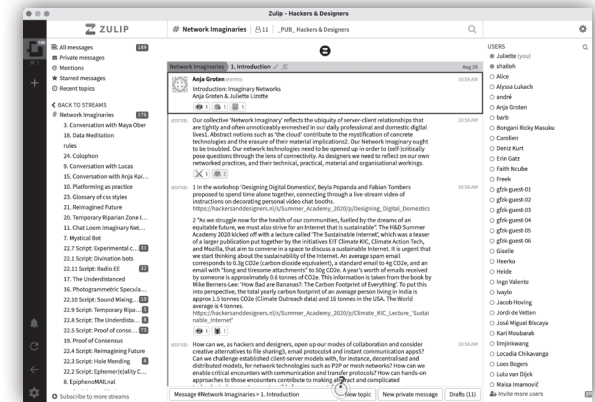 Zulip - Hackers & Designers
ZULIP
# Network Imaginaries 11 _PUB_ Hackers & Designers
All messages 189
Private messages
@ Mentions
Starred messages
Recent topics
< BACK TO STREAMS
# Network Imaginaries 176
3. Conversation with Maya Ober
18. Data Meditation
rules
24. Colophon
9. Conversation with Lucas
15. Conversation with Anja Kai...
10. Platforming as practice
23. Glossary of css styles
21. Reimagined Future
20. Temporary Riparian Zone I...
11. Chat Loom Imaginary Net...
7. Mystical Bot
22.7 Script: Experimental c...
22.1 Script: Divination bots
22.11 Script: Radio EE
17. The Understanded
16. Photogrammetric Specula...
22.10 Script: Sound Mixing,...
22.9 Script: Temporary Ripa...
22.8 Script: The Undersista...
22.5 Script: Proof of conse... 73
19. Proof of Consensus
22.4 Script: Reimagining Future
22.3 Script: Hole Mending
22.2 Script: Ephemer(e)ality C...
8. EpiphenoMAILnal
Subscribe to more streams
Network Imaginaries 1. Introduction Aug 20
Anja Groten EDITED 10:58 AM
Introduction: Imaginary Networks
Anja Groten & Juliette Lizotte
1 1 1
EDITED Our collective 'Network Imaginary' reflects the ubiquity of server-client relationships that 10:58 AM
are tightly and often unnoticeably enmeshed in our daily professional and domestic digital
lives1. Abstract notions such as 'the cloud' contribute to the mystification of concrete
technologies and the erasure of their material implications2. Our Network Imaginary ought
to be troubled. Our network technologies need to be opened up in order to (self-)critically
pose questions through the lens of connectivity. As designers we need to reflect on our own
networked practices, and their technical, practical, material and organisational workings.
1 1
EDITED 1 In the workshop 'Designing Digital Domestics', Beyla Popanda and Fabian Tombers 10:58 AM
proposed to spend time alone together, connecting through a live-stream video of
instructions on decorating personal video chat booths.
https://hackersanddesigners.nl/s/Summer_Academy_2020/p/Designing_Digital_Domestics
2 "As we struggle now for the health of our communities, fuelled by the dreams of an
equitable future, we must also strive for an Internet that is sustainable". The H&D Summer
Academy 2020 kicked off with a lecture called 'The Sustainable Internet', which was a teaser
of a larger publication put together by the initiatives EIT Climate KIC, Climate Action Tech,
and Mozilla, that aim to convene in a space to discuss a sustainable Internet. It is urgent that
we start thinking about the sustainability of the Internet. An average spam email
corresponds to 0.3g CO2e (carbon dioxide equivalent), a standard email to 4g CO2e, and an
email with "long and tiresome attachments" to 50g CO2e. A year's worth of emails received
by someone is approximately 0.6 tonnes of CO2e. This information is taken from the book by
Mike Berners-Lee: 'How Bad are Bananas?: The Carbon Footprint of Everything'. To put this
into perspective, the total yearly carbon footprint of an average person living in India is
approx 1.5 tonnes CO2e (Climate Outreach data) and 16 tonnes in the USA. The World
average is 4 tonnes.
https://hackersanddesigners.nl/s/Summer_Academy_2020/p/Climate_KIC_Lecture_'Sustai
nable_Internet'
1 1
EDITED How can we, as hackers and designers, open up our modes of collaboration and consider 10:58 AM
creative alternatives to file sharing3, email protocols4 and instant communication apps5?
Can we challenge established client-server models with, for instance, decentralised and
distributed models, for network technologies such as P2P or mesh networks? How can we
enable critical encounters with communication and transfer protocols? How can hands-on
approaches to those encounters contribute to making abstract and complicated
Message #Network Imaginaries > 1. Introduction
New topic
New private message
Drafts (11)
USERS
Juliette (you)
shailoh
Alice
Alyssa Lukach
andré
Anja Groten
barb
Bongani Ricky Masuku
Carolien
Deniz Kurt
Erin Gatz
Faith Ncube
Freek
gfzk-guest-01
gfzk-guest-02
gfzk-guest-03
gfzk-guest-04
gfzk-guest-05
gfzk-guest-06
Giselle
Heerko
Heide
Ingo Valente
Ivaylo
Jacob Hoving
Jordi de Vetten
José Miguel Biscaya
Karl Moubarak
limjinkwang
Locadia Chikavanga
Loes Bogers
Lulu van Dijck
Maisa Imamović
Invite more users